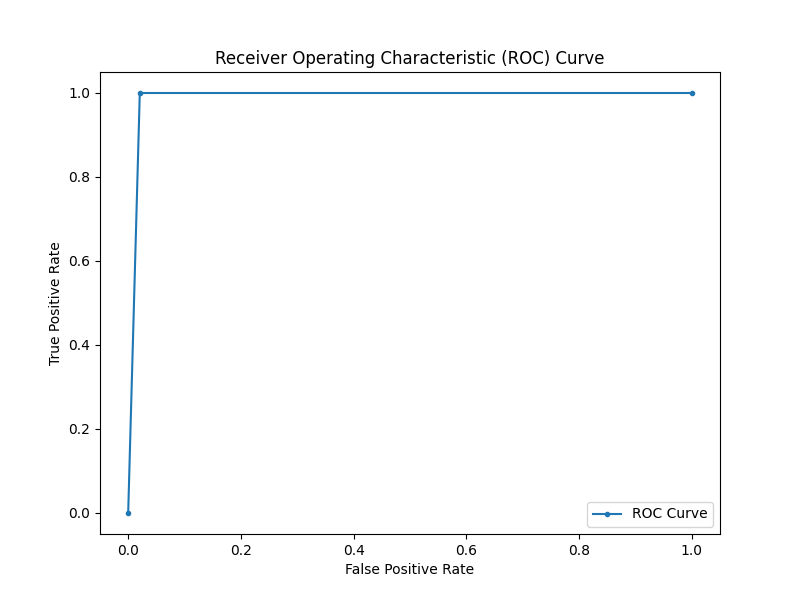 Receiver Operating Characteristic (ROC) Curve
1.0
0.8
0.6
0.4
0.2
0.0
True Positive Rate
ROC Curve
0.0 0.2 0.4 0.6 0.8 1.0
False Positive Rate